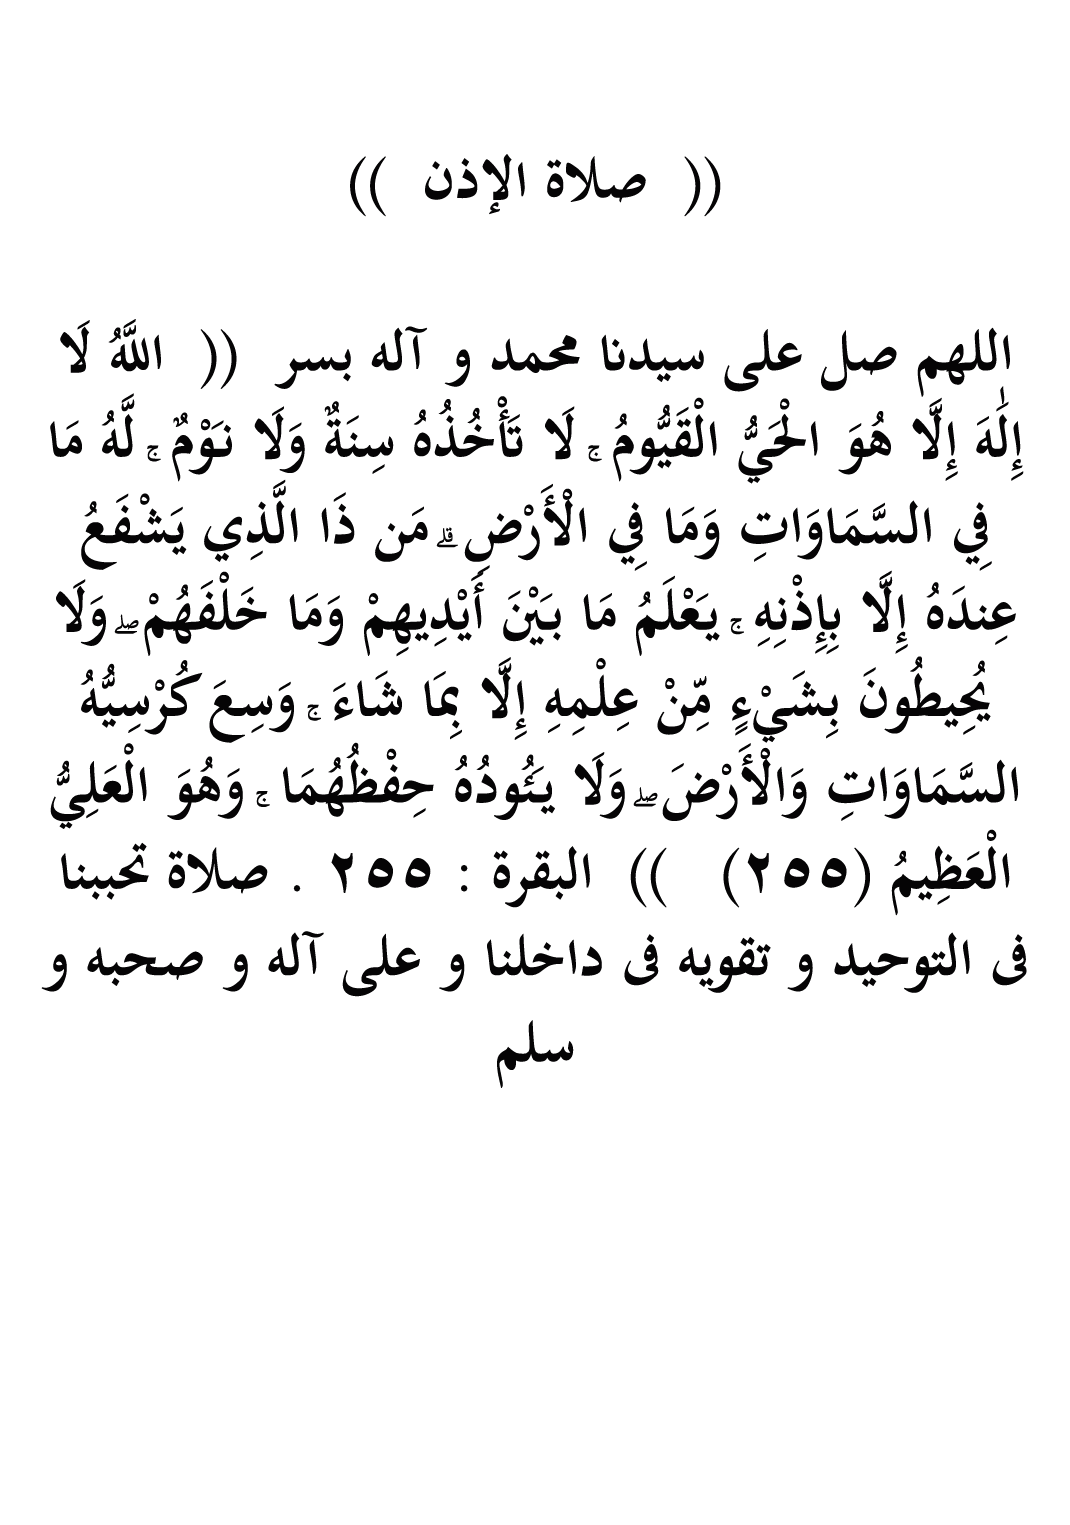 (( صلاة الإذن ))
اللهم صل على سيدنا محمد و آله بسر (( اللَّهُ لَا
إِلَٰهَ إِلَّا هُوَ الْحَيُّ الْقَيُّومُ ۚ لَا تَأْخُذُهُ سِنَةٌ وَلَا نَوْمٌ ۚ لَّهُ مَا
فِي السَّمَاوَاتِ وَمَا فِي الْأَرْضِ ۗ مَن ذَا الَّذِي يَشْفَعُ
عِندَهُ إِلَّا بِإِذْنِهِ ۚ يَعْلَمُ مَا بَيْنَ أَيْدِيهِمْ وَمَا خَلْفَهُمْ ۖ وَلَا
يُحِيطُونَ بِشَيْءٍ مِّنْ عِلْمِهِ إِلَّا بِمَا شَاءَ ۚ وَسِعَ كُرْسِيُّهُ
السَّمَاوَاتِ وَالْأَرْضَ ۖ وَلَا يَئُودُهُ حِفْظُهُمَا ۚ وَهُوَ الْعَلِيُّ
الْعَظِيمُ (٢٥٥) )) البقرة : ٢٥٥ . صلاة تحببنا
فى التوحيد و تقويه فى داخلنا و على آله و صحبه و
سلم